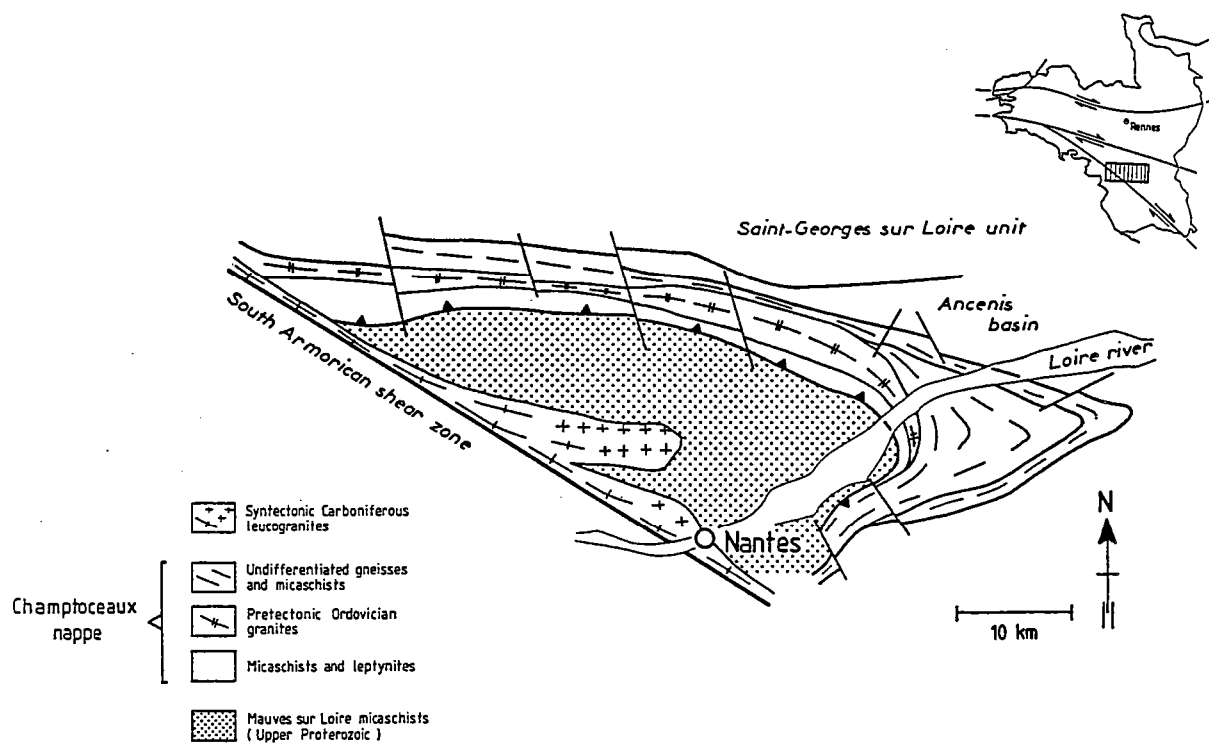 Rennes
Saint-Georges sur Loire unit
Ancenis
basin
Loire river
South Armorican shear zone
Nantes
N
10 km
Syntectonic Carboniferous
leucogranites
Champtoceaux
nappe
Undifferentiated gneisses
and micaschists
Pretectonic Ordovician
granites
Micaschists and leptynites
Mauves sur Loire micaschists
( Upper Proterozoic )